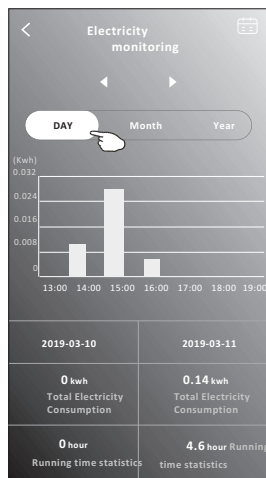 Electricity
monitoring
DAY Month Year
(Kwh)
0.032
0.024
0.016
0.008
0
13:00 14:00 15:00 16:00 17:00 18:00 19:00
2019-03-10 2019-03-11
0 kwh 0.14 kwh
Total Electricity Total Electricity
Consumption Consumption
0 hour 4.6 hour Running
Running time statistics time statistics